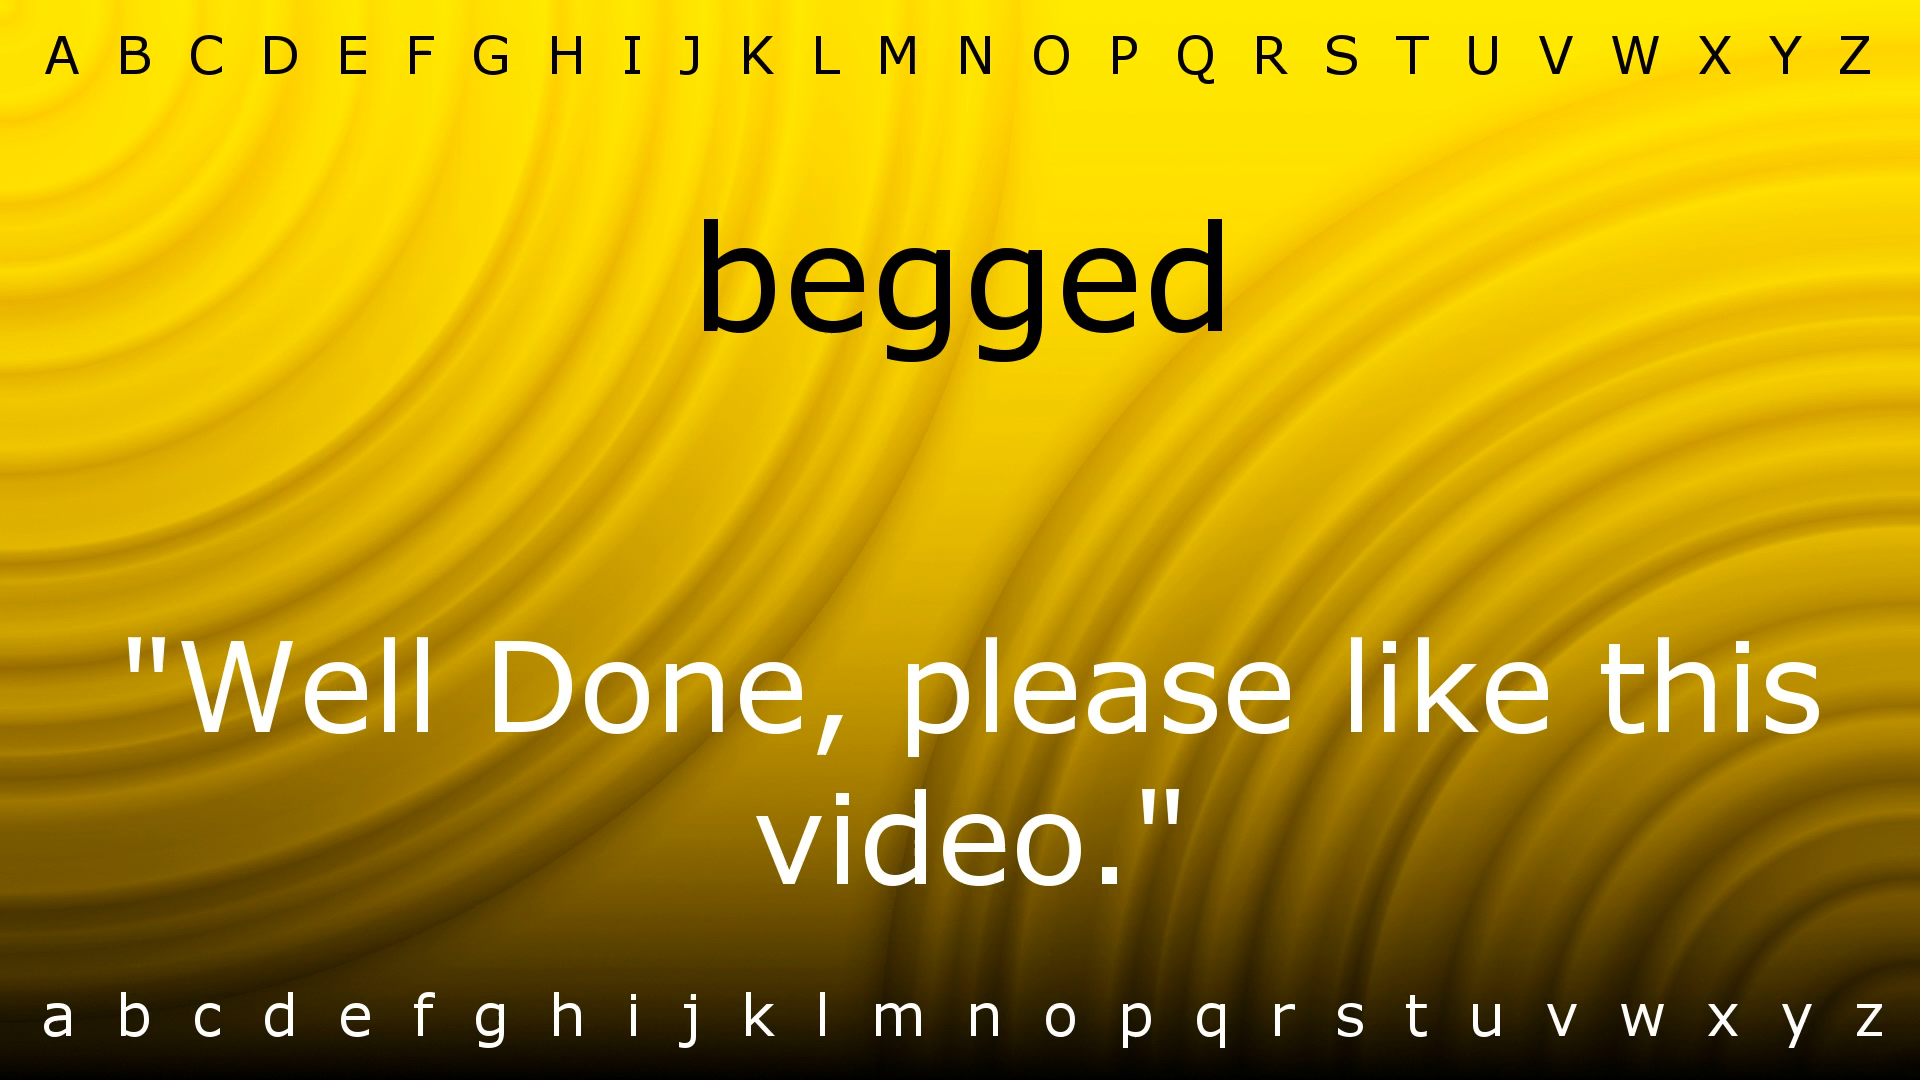 A B C D E F G H I J K L M N O P Q R S T U V W X Y Z
begged
"Well Done, please like this
video."
a b c d e f g h i j k l m n o p q r s t u v w x y z